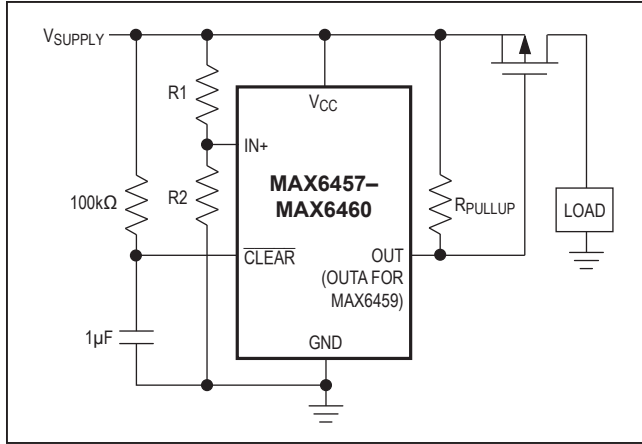 VSUPPLY
R1
VCC
IN+
MAX6457–
MAX6460
100kΩ
R2
RPULLUP
LOAD
CLEAR
OUT
(OUTA FOR
MAX6459)
1µF
GND